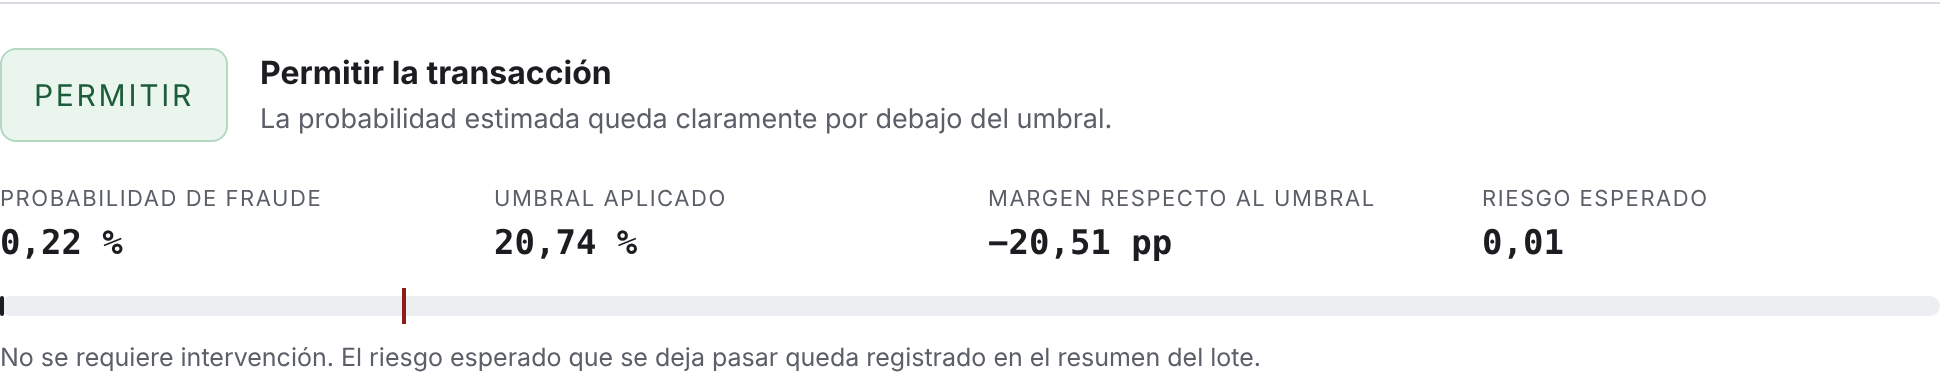 PERMITIR
Permitir la transacción
La probabilidad estimada queda claramente por debajo del umbral.
PROBABILIDAD DE FRAUDE
0,22 %
UMBRAL APLICADO
20,74 %
MARGEN RESPECTO AL UMBRAL
−20,51 pp
RIESGO ESPERADO
0,01
No se requiere intervención. El riesgo esperado que se deja pasar queda registrado en el resumen del lote.